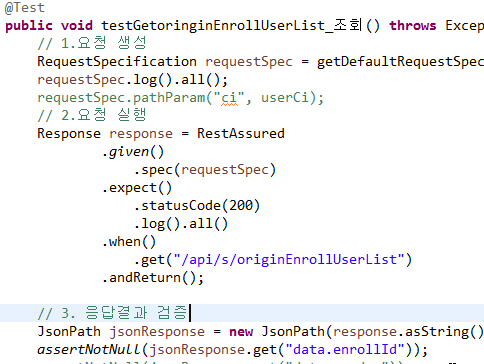 @Test
public void testGetoringinEnrollUserList_조회() throws Excep
// 1.요청 생성
RequestSpecification requestSpec = getDefaultRequestSpec
requestSpec.log().all();
requestSpec.pathParam("ci", userCi);
// 2.요청 실행
Response response = RestAssured
.given()
.spec(requestSpec)
.expect()
.statusCode(200)
.log().all()
.when()
.get("/api/s/originEnrollUserList")
.andReturn();
// 3. 응답결과 검증
JsonPath jsonResponse = new JsonPath(response.asString()
assertNotNull(jsonResponse.get("data.enrollId"));